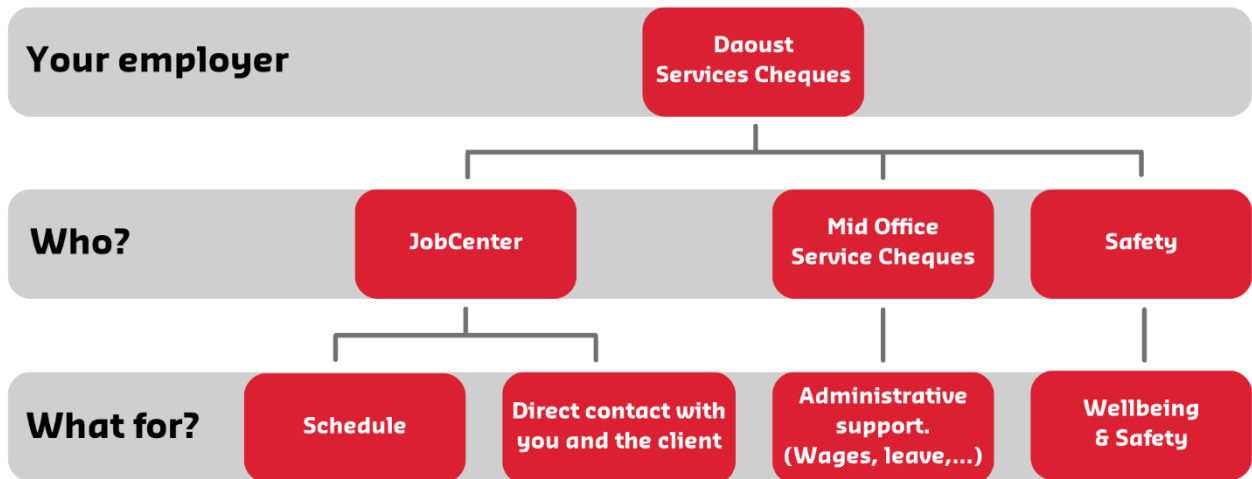 Your employer
Daoust
Services Cheques
Who?
JobCenter
Mid Office
Service Cheques
Safety
What for?
Schedule
Direct contact with
you and the client
Administrative
support.
(Wages, leave,...)
Wellbeing
& Safety